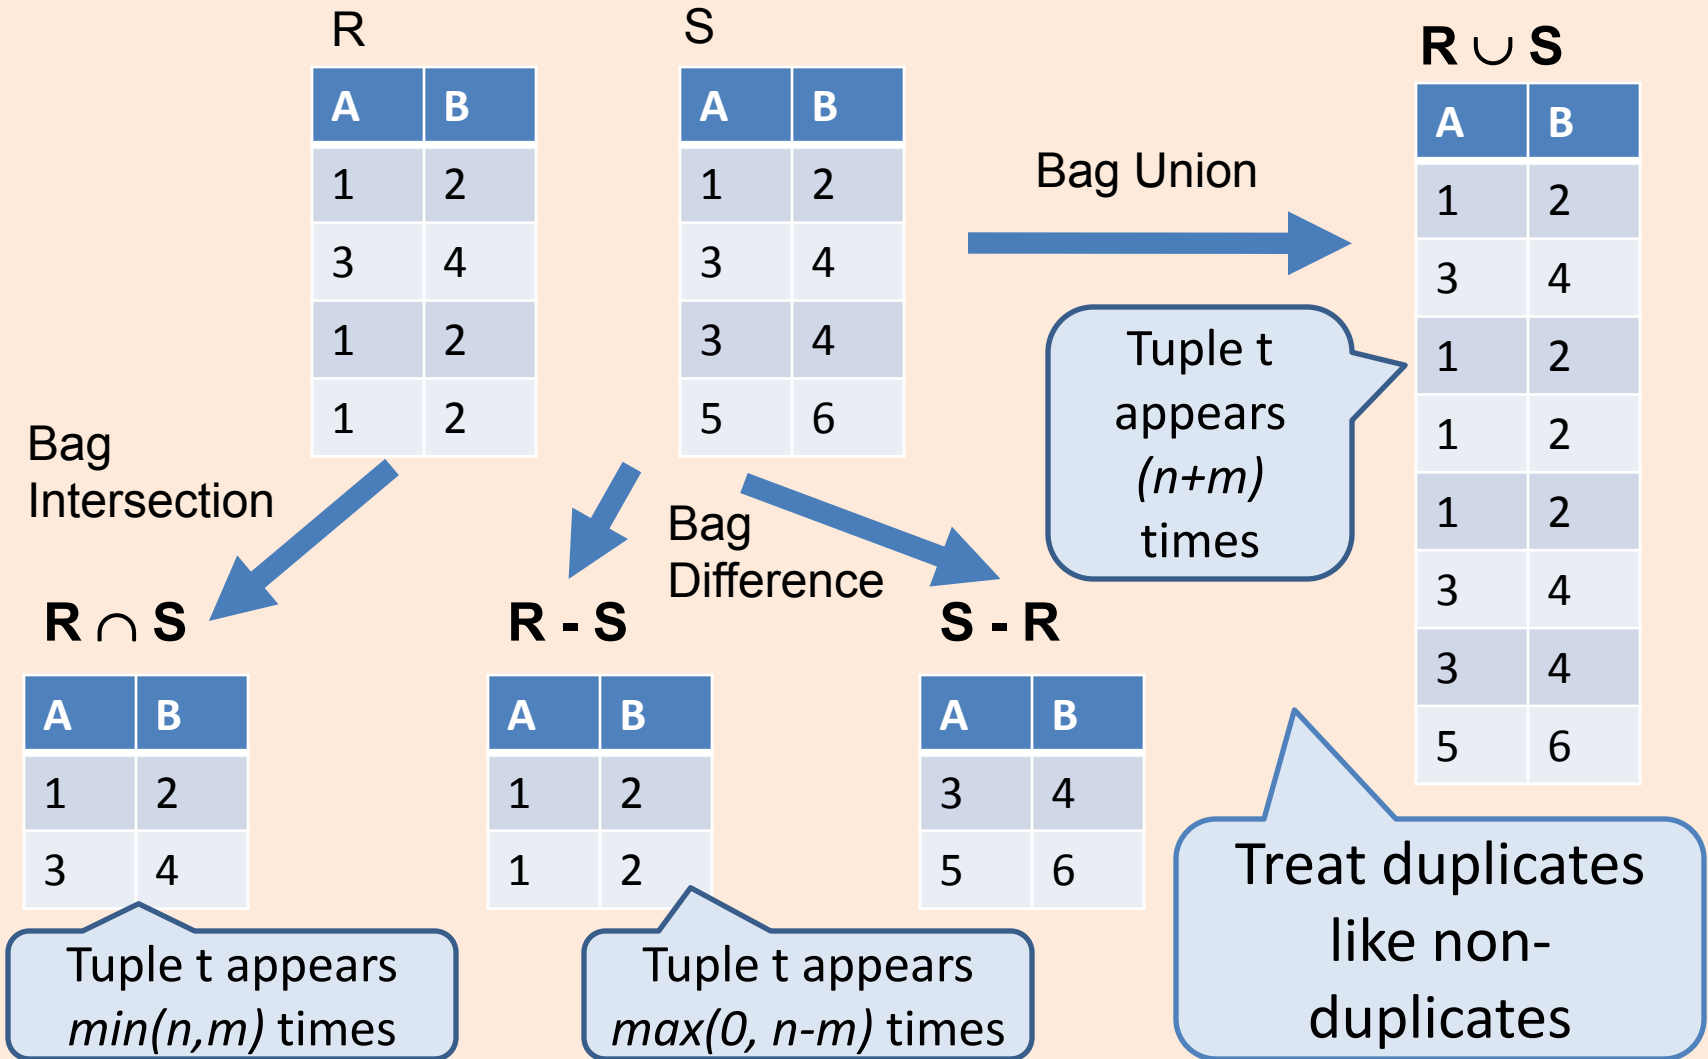 R
A B
1 2
3 4
1 2
1 2
S
A B
1 2
3 4
3 4
5 6
Bag Union
R ∪ S
A B
1 2
3 4
1 2
1 2
1 2
3 4
3 4
5 6
Tuple t
appears
(n+m)
times
Bag
Intersection
Bag
Difference
R ∩ S
A B
1 2
3 4
R - S
A B
1 2
1 2
S - R
A B
3 4
5 6
Tuple t appears
min(n,m) times
Tuple t appears
max(0, n-m) times
Treat duplicates
like non-
duplicates